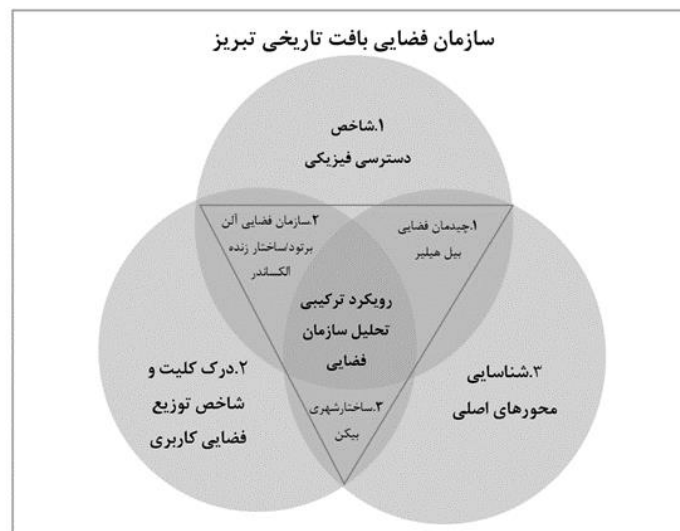 سازمان فضایی بافت تاریخی تبریز
۱.شاخص
دسترسی فیزیکی
۱.چیدمان فضایی
بیل هیلیر
۲.سازمان فضایی آلن
برتود/ساختار زنده
الکساندر
رویکرد ترکیبی
تحلیل سازمان
فضایی
۳.شناسایی
محورهای اصلی
۲.درک کلیت و
شاخص توزیع
فضایی کاربری
۳.ساختارشهری
بیکن